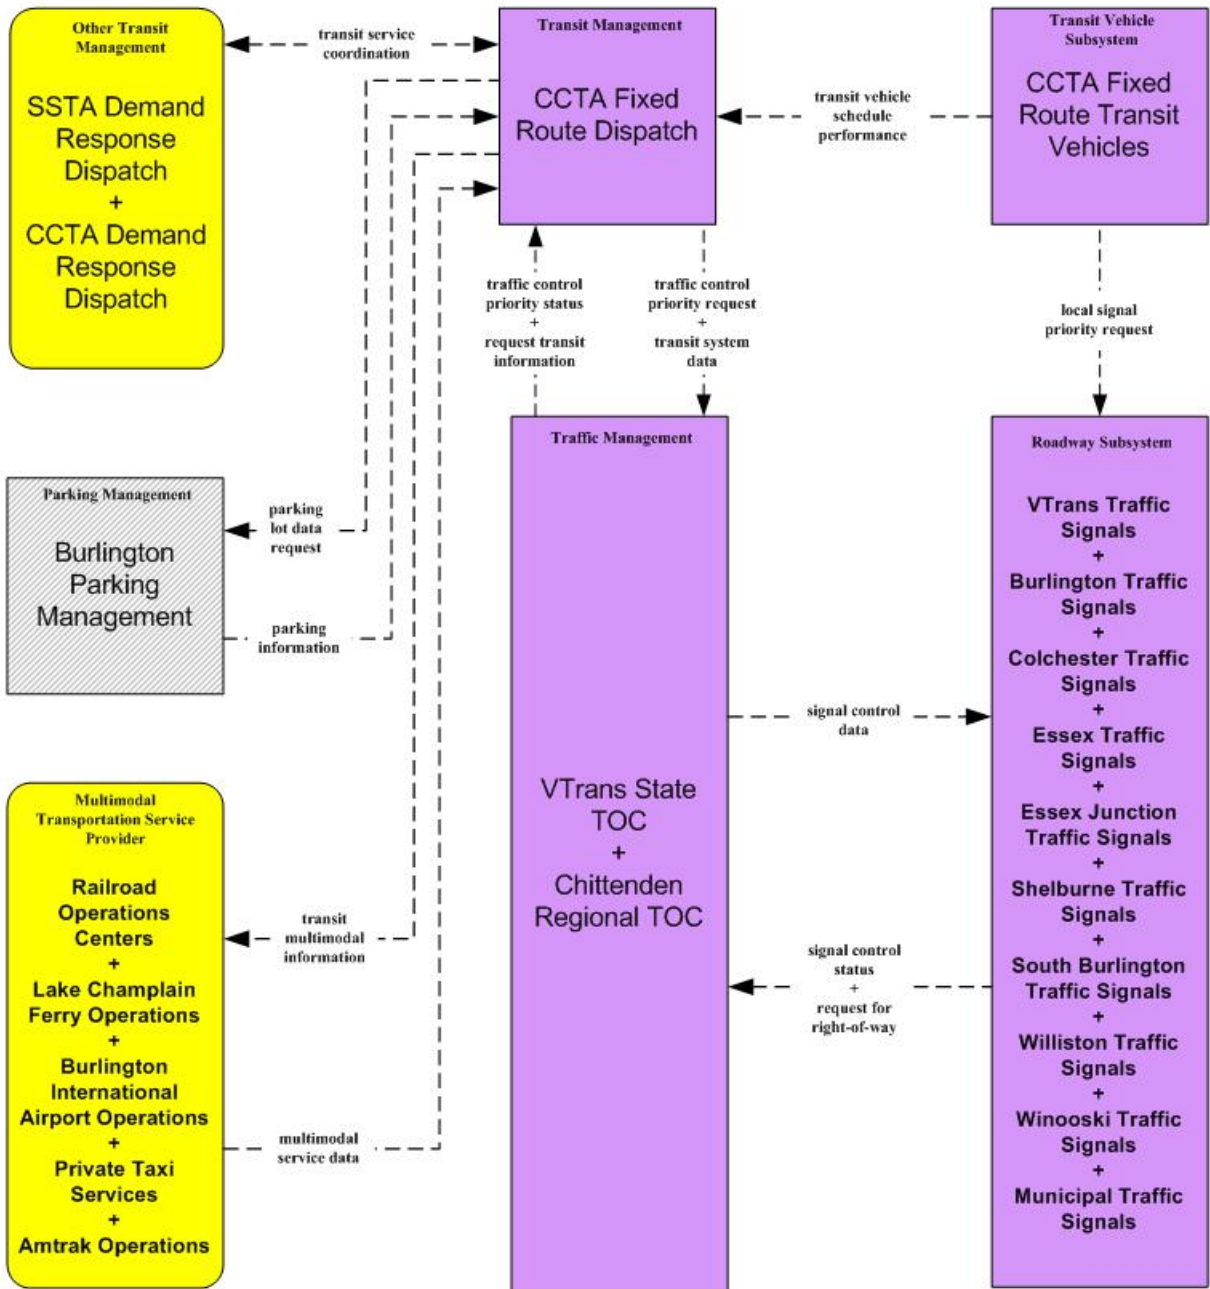 Other Transit
Management
SSTA Demand
Response
Dispatch
+
CCTA Demand
Response
Dispatch
transit service
coordination
Transit Management
CCTA Fixed
Route Dispatch
transit vehicle
schedule
performance
Transit Vehicle
Subsystem
CCTA Fixed
Route Transit
Vehicles
traffic control
priority status
+
request transit
information
traffic control
priority request
+
transit system
data
local signal
priority request
Parking Management
Burlington
Parking
Management
parking
lot data
request
parking
information
Traffic Management
VTrans State
TOC
+
Chittenden
Regional TOC
signal control
data
signal control
status
+
request for
right-of-way
Roadway Subsystem
VTrans Traffic
Signals
+
Burlington Traffic
Signals
+
Colchester Traffic
Signals
+
Essex Traffic
Signals
+
Essex Junction
Traffic Signals
+
Shelburne Traffic
Signals
+
South Burlington
Traffic Signals
+
Williston Traffic
Signals
+
Winooski Traffic
Signals
+
Municipal Traffic
Signals
Multimodal
Transportation Service
Provider
Railroad
Operations
Centers
+
Lake Champlain
Ferry Operations
+
Burlington
International
Airport Operations
+
Private Taxi
Services
+
Amtrak Operations
transit
multimodal
information
multimodal
service data